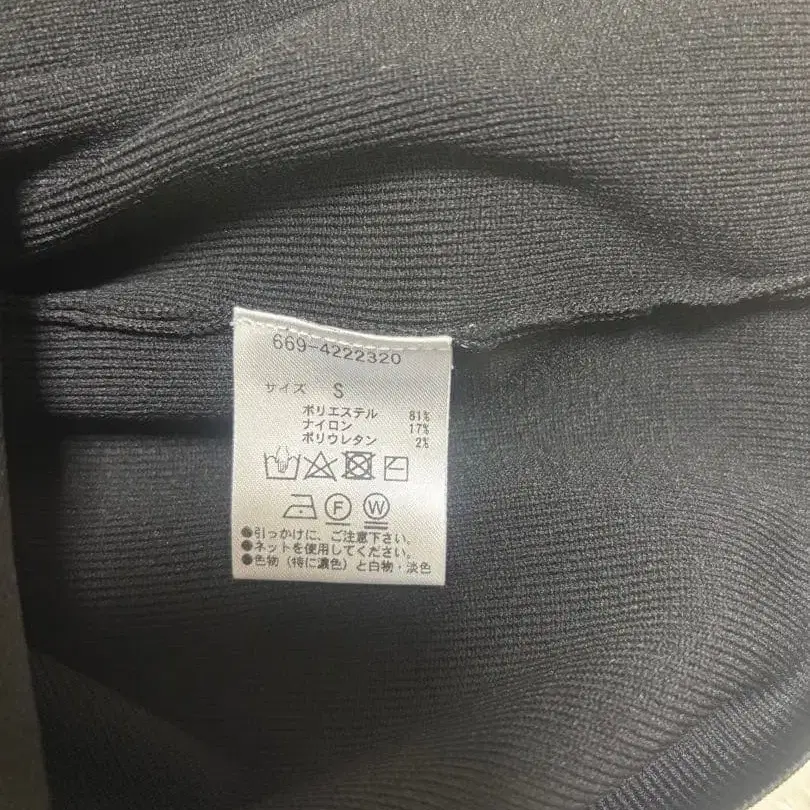 669-4222320
サイズ S
ポリエステル 81%
ナイロン 17%
ポリウレタン 2%
F W
●引っかけに、ご注意下さい。
●ネットを使用してください。
●色物(特に濃色)と白物・淡色